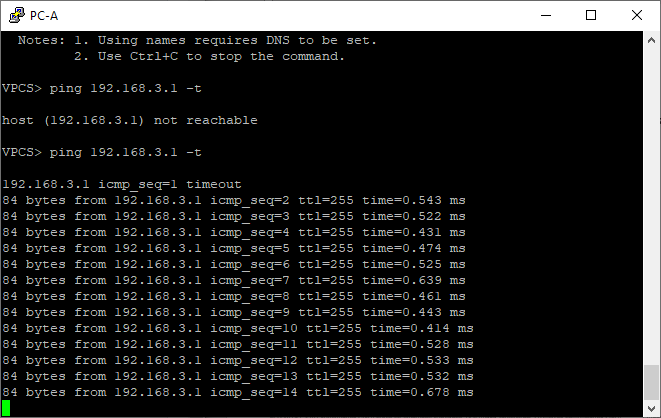 PC-A
Notes: 1. Using names requires DNS to be set.
2. Use Ctrl+C to stop the command.
VPCS> ping 192.168.3.1 -t
host (192.168.3.1) not reachable
VPCS> ping 192.168.3.1 -t
192.168.3.1 icmp_seq=1 timeout
84 bytes from 192.168.3.1 icmp_seq=2 ttl=255 time=0.543 ms
84 bytes from 192.168.3.1 icmp_seq=3 ttl=255 time=0.522 ms
84 bytes from 192.168.3.1 icmp_seq=4 ttl=255 time=0.431 ms
84 bytes from 192.168.3.1 icmp_seq=5 ttl=255 time=0.474 ms
84 bytes from 192.168.3.1 icmp_seq=6 ttl=255 time=0.525 ms
84 bytes from 192.168.3.1 icmp_seq=7 ttl=255 time=0.639 ms
84 bytes from 192.168.3.1 icmp_seq=8 ttl=255 time=0.461 ms
84 bytes from 192.168.3.1 icmp_seq=9 ttl=255 time=0.443 ms
84 bytes from 192.168.3.1 icmp_seq=10 ttl=255 time=0.414 ms
84 bytes from 192.168.3.1 icmp_seq=11 ttl=255 time=0.528 ms
84 bytes from 192.168.3.1 icmp_seq=12 ttl=255 time=0.533 ms
84 bytes from 192.168.3.1 icmp_seq=13 ttl=255 time=0.532 ms
84 bytes from 192.168.3.1 icmp_seq=14 ttl=255 time=0.678 ms